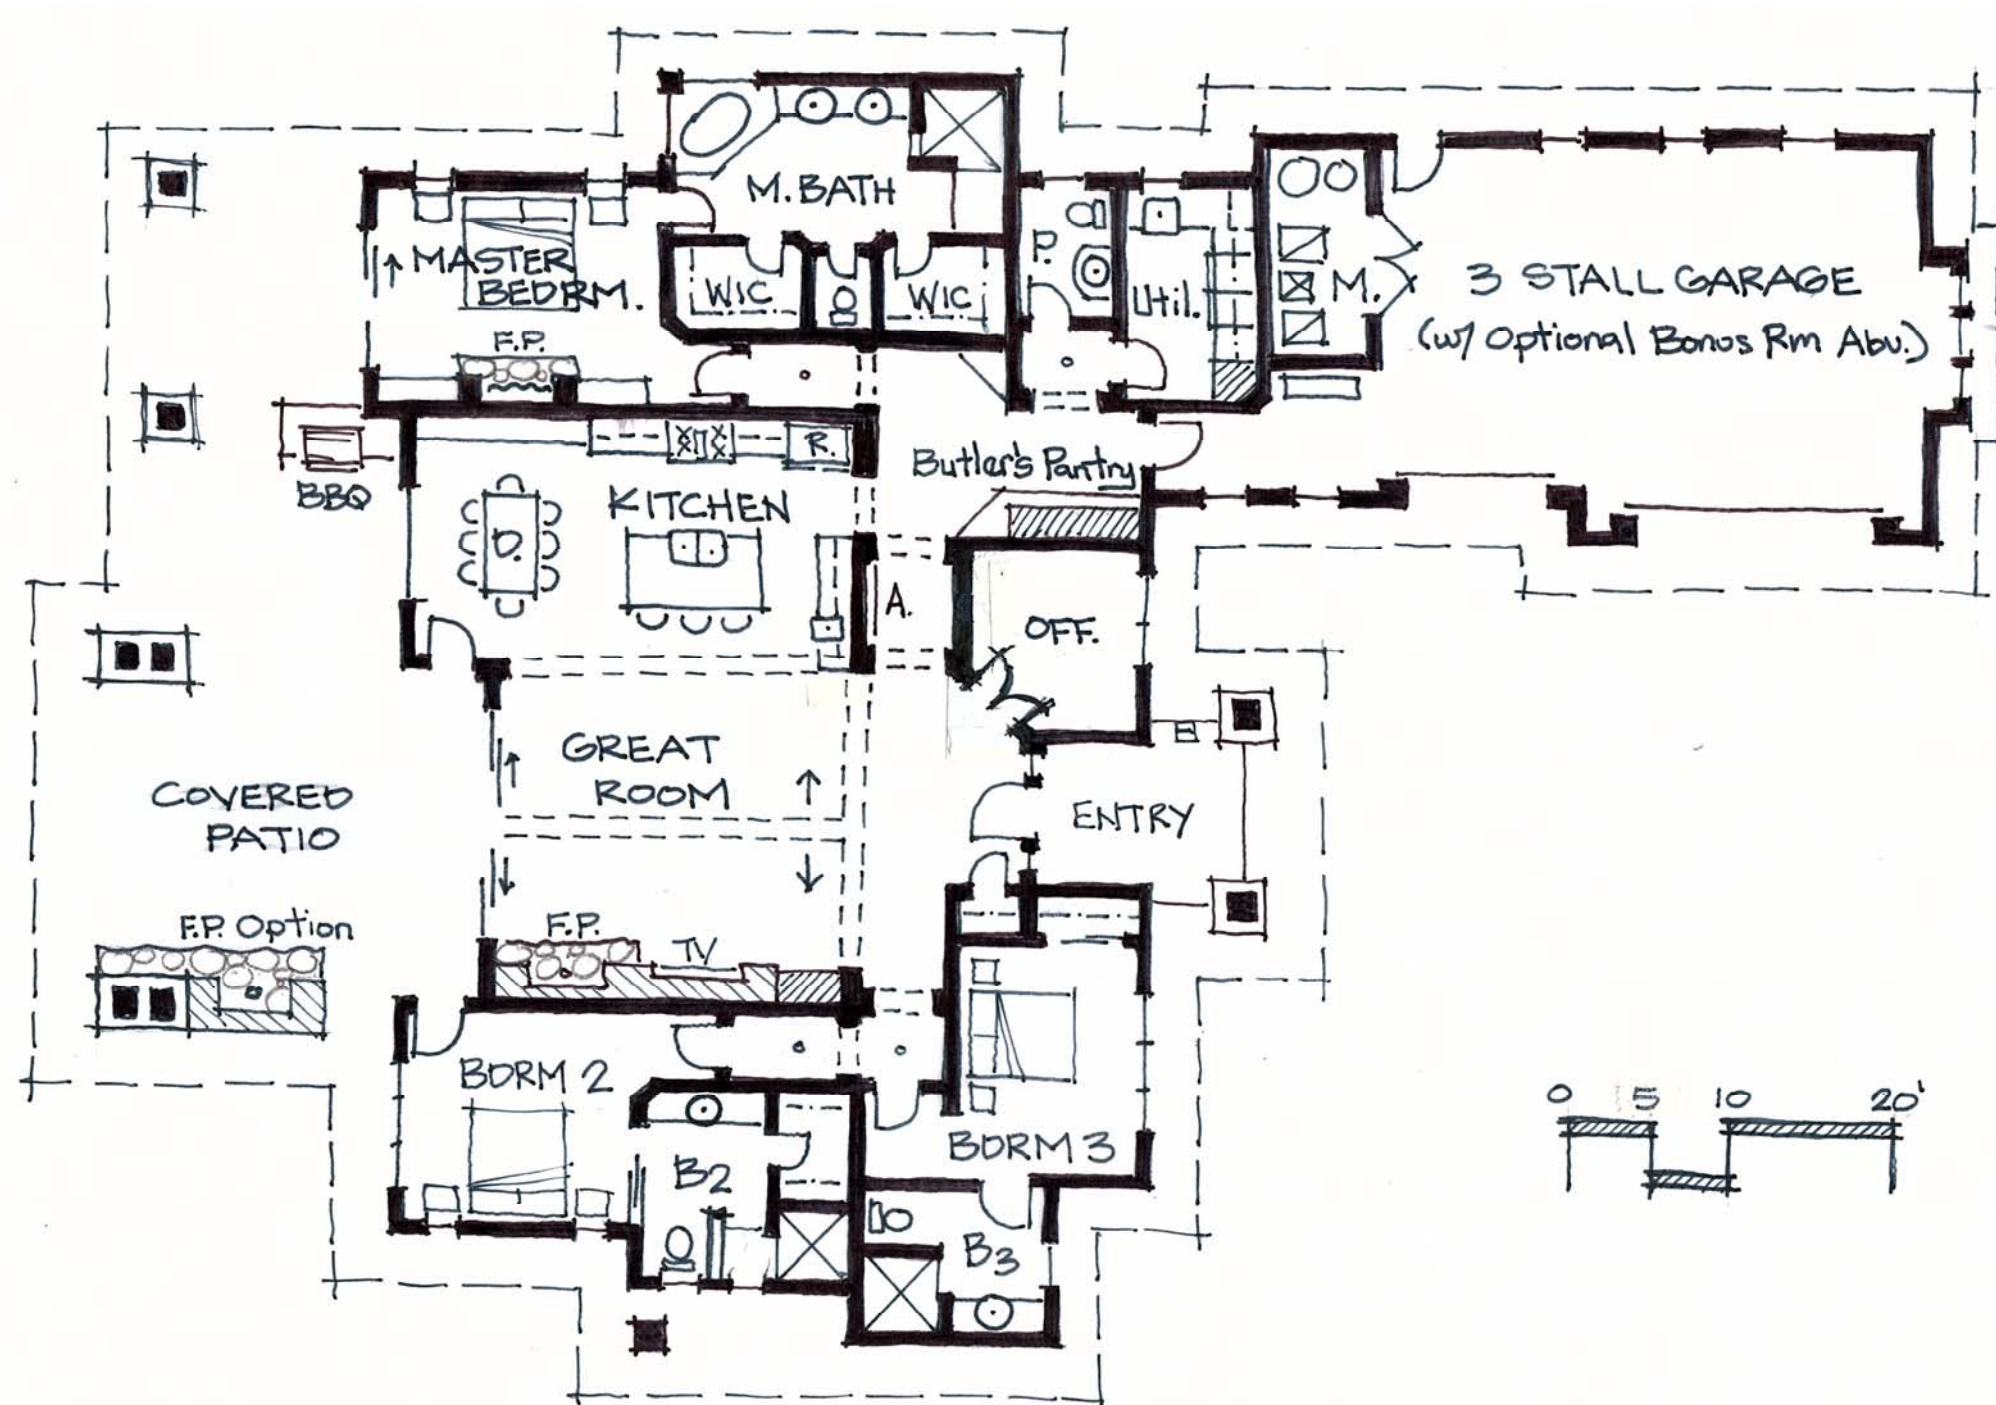 M. BATH
MASTER
BEDRM.
WIC
WIC
P.
Util.
M.
3 STALL GARAGE
(w/ Optional Bonus Rm Abv.)
F.P.
R.
BBQ
KITCHEN
Butler's Pantry
D.
A.
OFF.
GREAT
ROOM
COVERED
PATIO
ENTRY
F.P. Option
F.P.
TV
BDRM 2
BDRM 3
B2
B3
0 5 10 20'